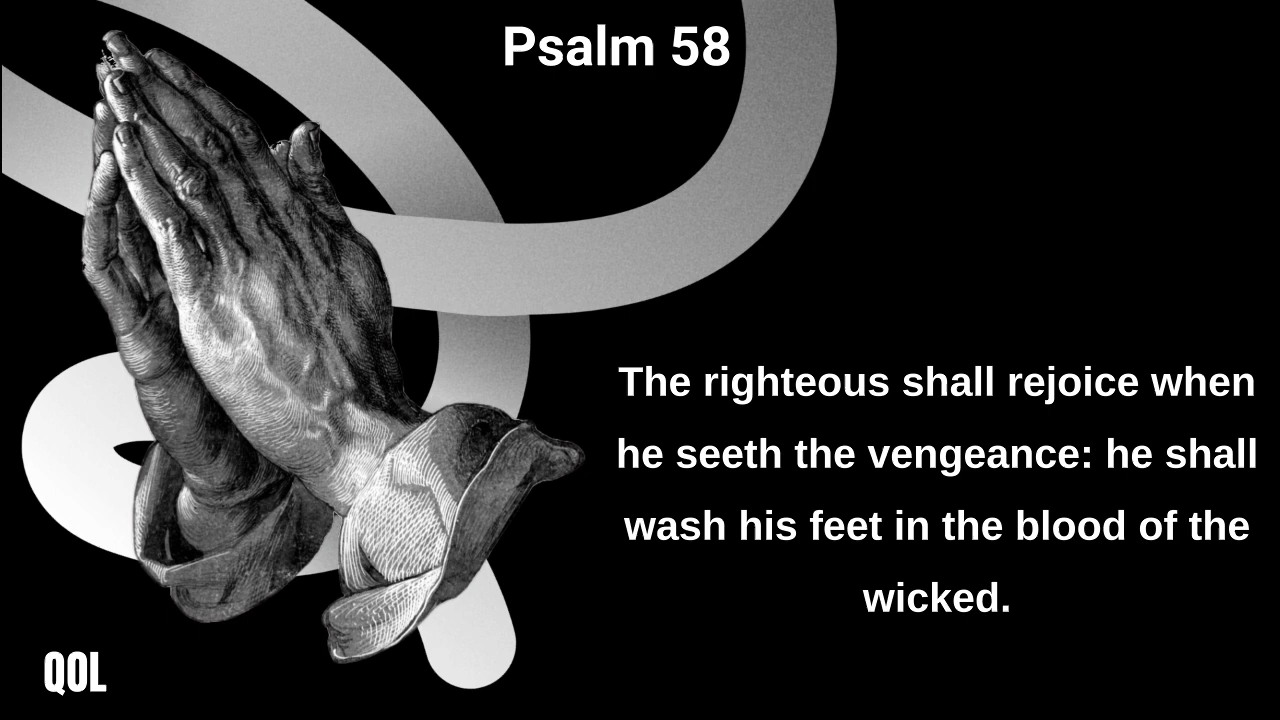 Psalm 58
The righteous shall rejoice when
he seeth the vengeance: he shall
wash his feet in the blood of the
wicked.
QOL